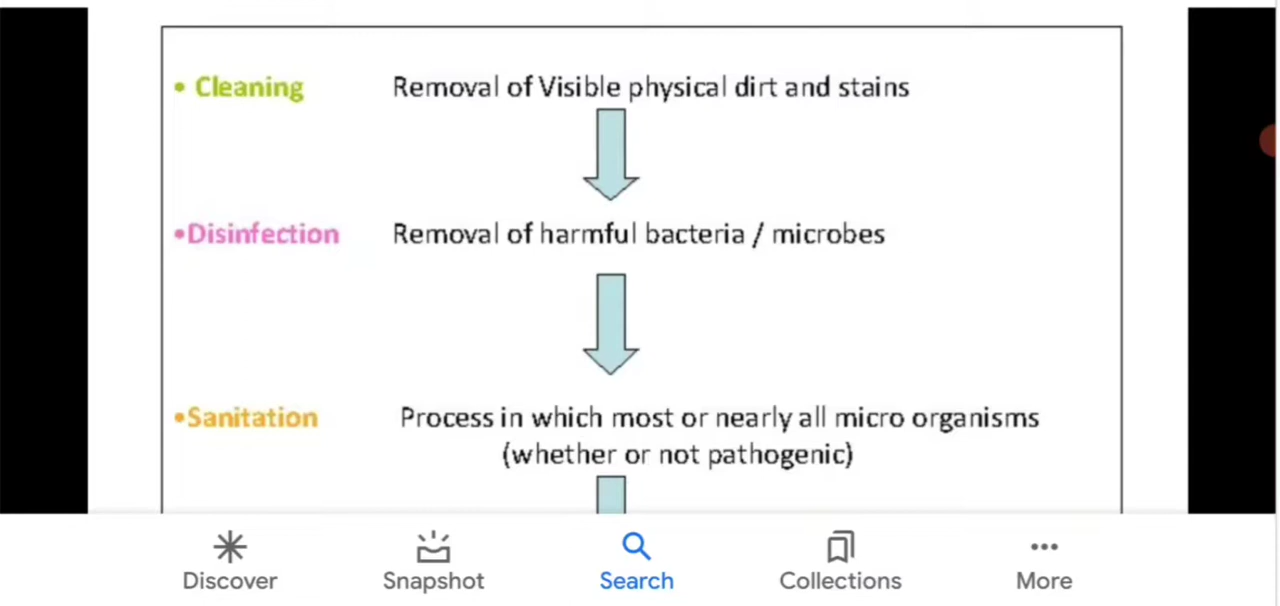 • Cleaning Removal of Visible physical dirt and stains
•Disinfection Removal of harmful bacteria / microbes
•Sanitation Process in which most or nearly all micro organisms
(whether or not pathogenic)
Discover Snapshot Search Collections More